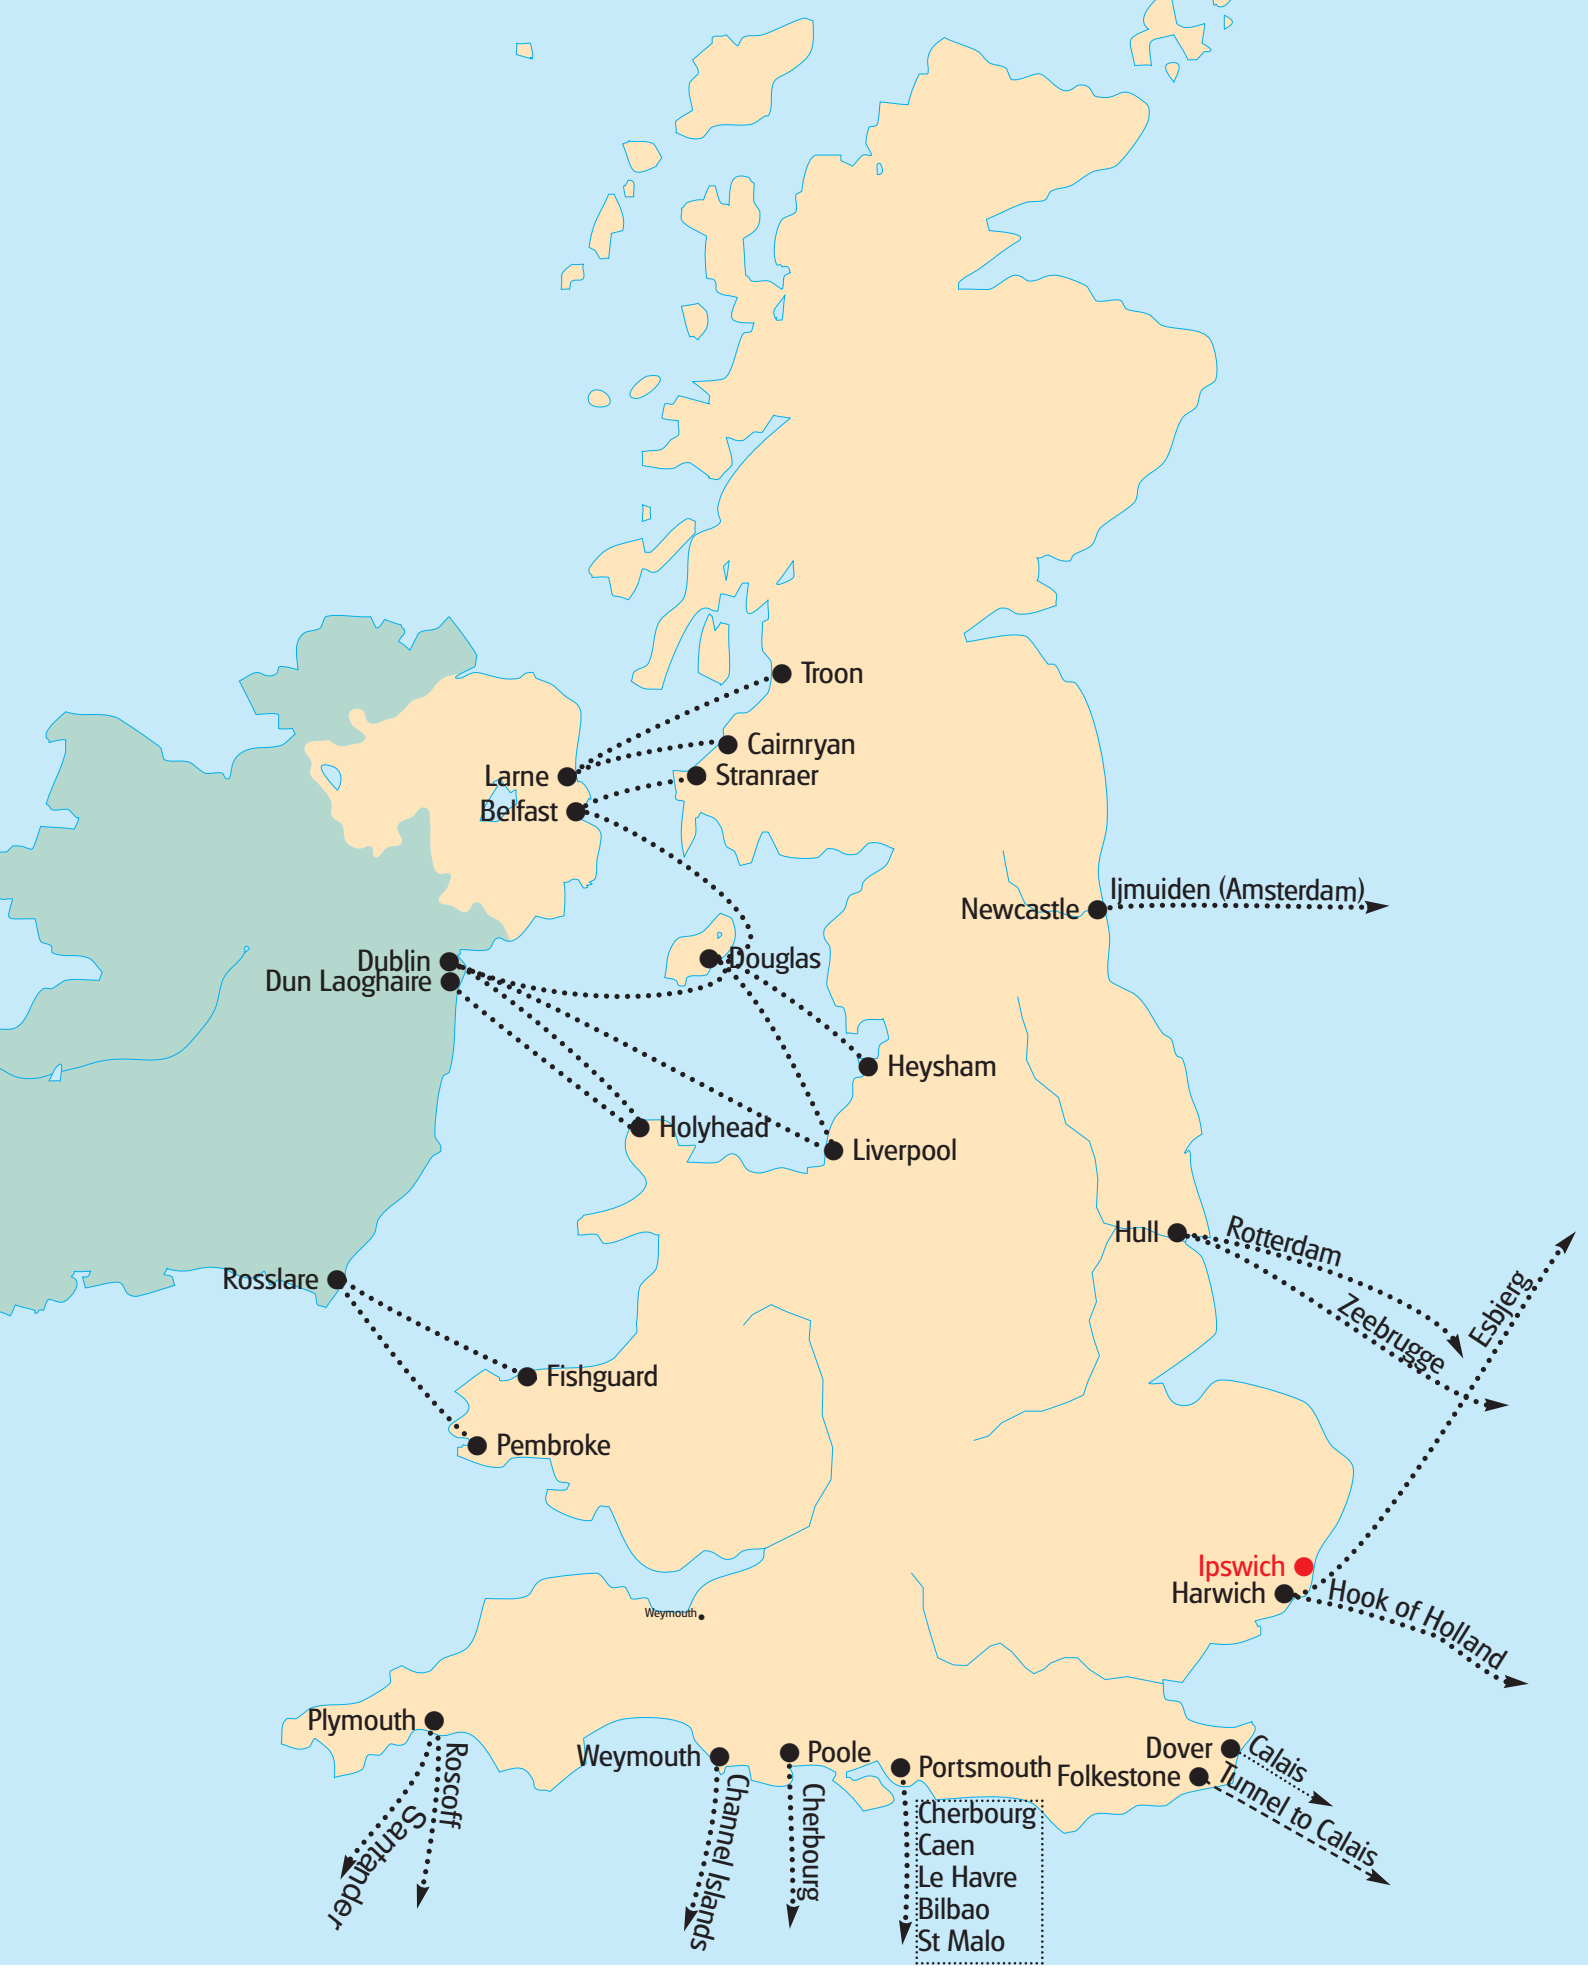 Troon
Cairnryan
Larne
Stranraer
Belfast
Ijmuiden (Amsterdam)
Newcastle
Dublin
Douglas
Dun Laoghaire
Heysham
Holyhead
Liverpool
Hull
Rotterdam
Zeebrugge
Esbjerg
Rosslare
Fishguard
Pembroke
Ipswich
Harwich
Hook of Holland
Weymouth
Plymouth
Roscoff
Santander
Weymouth
Channel Islands
Poole
Cherbourg
Portsmouth
Cherbourg
Caen
Le Havre
Bilbao
St Malo
Dover
Calais
Folkestone
Tunnel to Calais